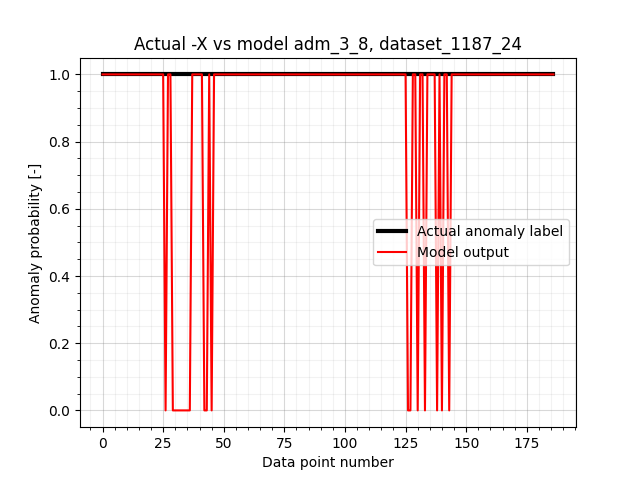 Actual -X vs model adm_3_8, dataset_1187_24
Anomaly probability [-]
1.0
0.8
0.6
0.4
0.2
0.0
Actual anomaly label
Model output
0 25 50 75 100 125 150 175
Data point number